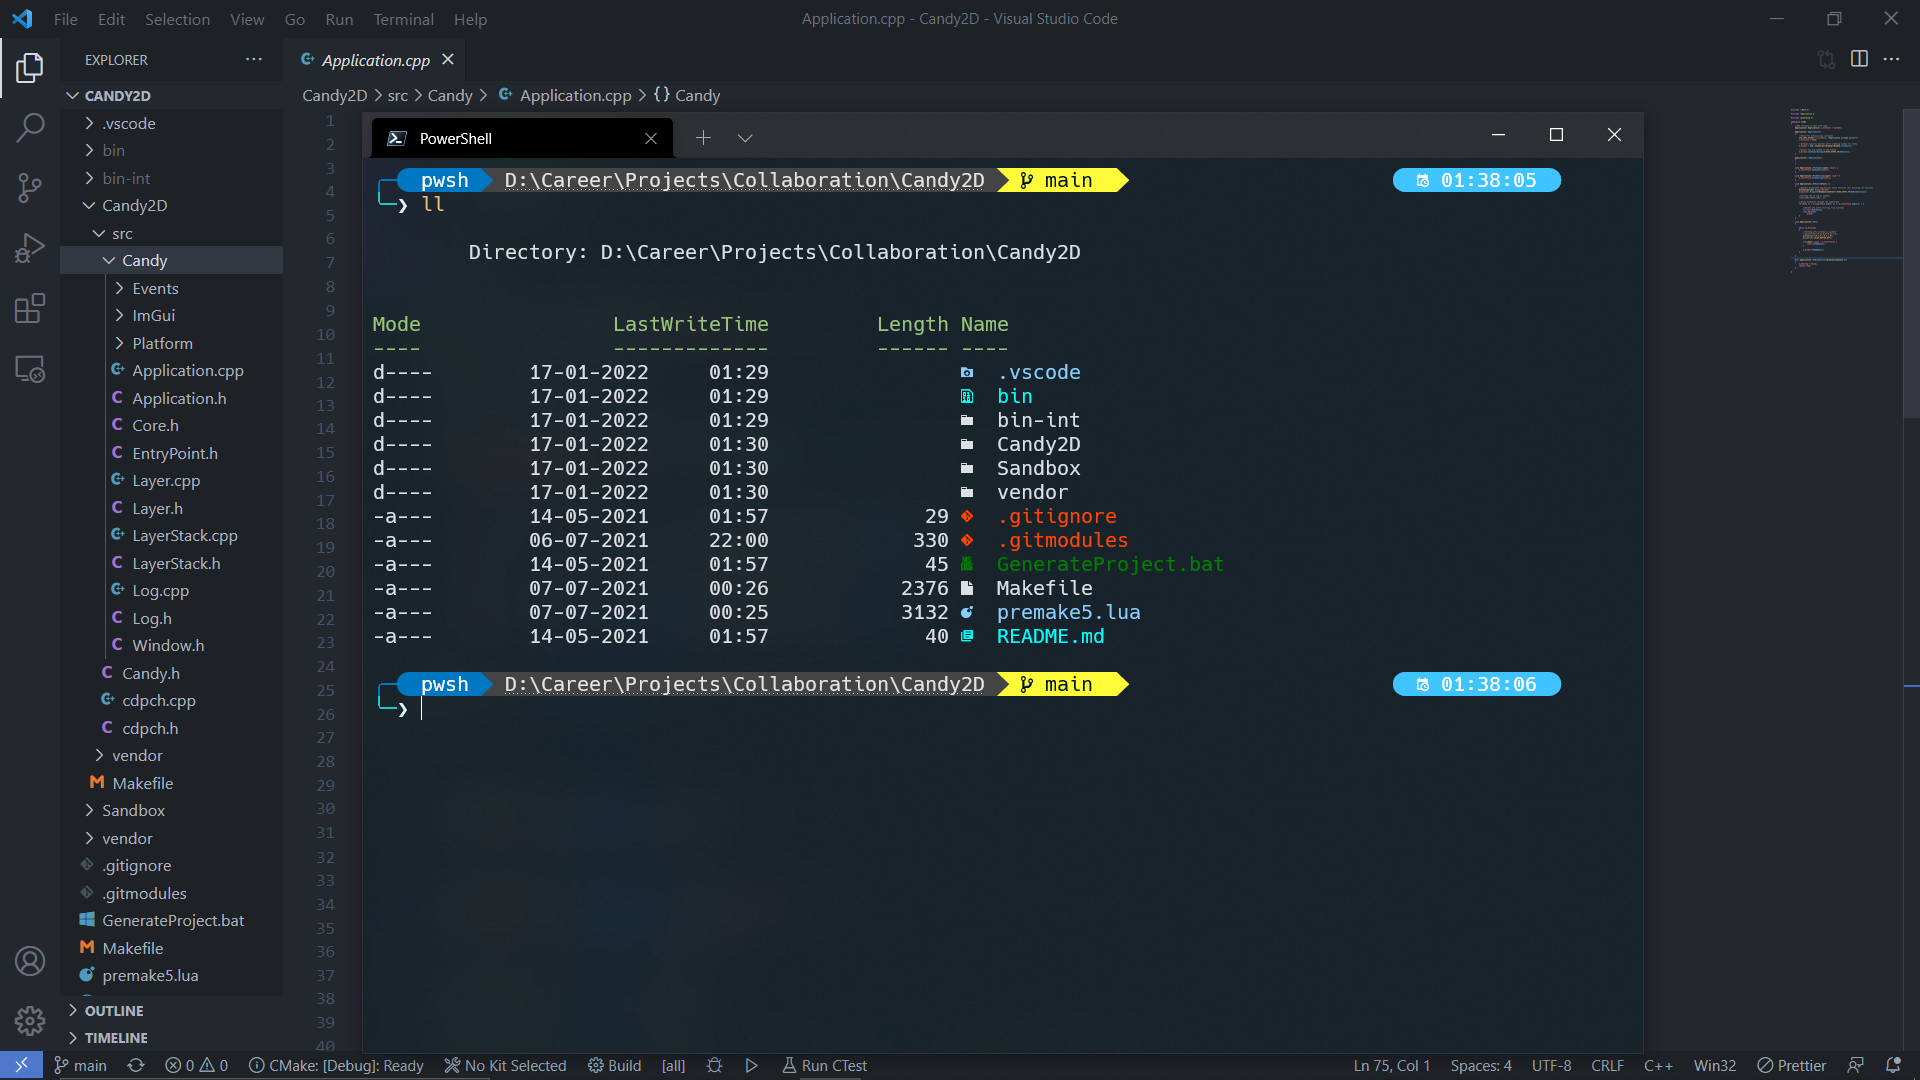 File Edit Selection View Go Run Terminal Help
Application.cpp - Candy2D - Visual Studio Code
EXPLORER
Application.cpp
CANDY2D
Candy2D > src > Candy > Application.cpp > {} Candy
.vscode
bin
bin-int
Candy2D
src
Candy
Events
ImGui
Platform
Application.cpp
Application.h
Core.h
EntryPoint.h
Layer.cpp
Layer.h
LayerStack.cpp
LayerStack.h
Log.cpp
Log.h
Window.h
Candy.h
cdpch.cpp
cdpch.h
vendor
Makefile
Sandbox
vendor
.gitignore
.gitmodules
GenerateProject.bat
Makefile
premake5.lua
OUTLINE
TIMELINE
1
2
3
4
5
6
7
8
9
10
11
12
13
14
15
16
17
18
19
20
21
22
23
24
25
26
27
28
29
30
31
32
33
34
35
36
37
38
39
40
PowerShell
pwsh D:\Career\Projects\Collaboration\Candy2D main 01:38:05
❯ ll
Directory: D:\Career\Projects\Collaboration\Candy2D
Mode LastWriteTime Length Name
---- ------------- ------ ----
d---- 17-01-2022 01:29 .vscode
d---- 17-01-2022 01:29 bin
d---- 17-01-2022 01:29 bin-int
d---- 17-01-2022 01:30 Candy2D
d---- 17-01-2022 01:30 Sandbox
d---- 17-01-2022 01:30 vendor
-a--- 14-05-2021 01:57 29 .gitignore
-a--- 06-07-2021 22:00 330 .gitmodules
-a--- 14-05-2021 01:57 45 GenerateProject.bat
-a--- 07-07-2021 00:26 2376 Makefile
-a--- 07-07-2021 00:25 3132 premake5.lua
-a--- 14-05-2021 01:57 40 README.md
pwsh D:\Career\Projects\Collaboration\Candy2D main 01:38:06
❯
main 0 0 CMake: [Debug]: Ready No Kit Selected Build [all] Run CTest Ln 75, Col 1 Spaces: 4 UTF-8 CRLF C++ Win32 Prettier